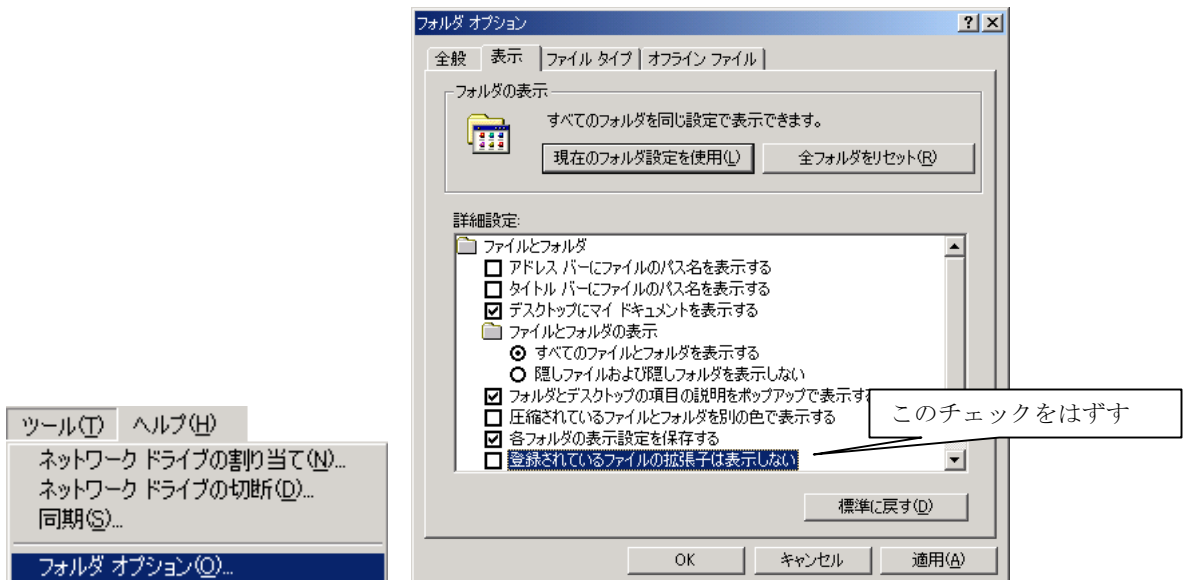 ツール(T) ヘルプ(H)
ネットワーク ドライブの割り当て(N)...
ネットワーク ドライブの切断(D)...
同期(S)...
フォルダ オプション(O)...
フォルダ オプション
全般 表示 ファイル タイプ オフライン ファイル
フォルダの表示
すべてのフォルダを同じ設定で表示できます。
現在のフォルダ設定を使用(L) 全フォルダをリセット(R)
詳細設定:
ファイルとフォルダ
アドレス バーにファイルのパス名を表示する
タイトル バーにファイルのパス名を表示する
デスクトップにマイ ドキュメントを表示する
ファイルとフォルダの表示
すべてのファイルとフォルダを表示する
隠しファイルおよび隠しフォルダを表示しない
フォルダとデスクトップの項目の説明をポップアップで表示す
圧縮されているファイルとフォルダを別の色で表示する
各フォルダの表示設定を保存する
登録されているファイルの拡張子は表示しない
このチェックをはずす
標準に戻す(D)
OK キャンセル 適用(A)